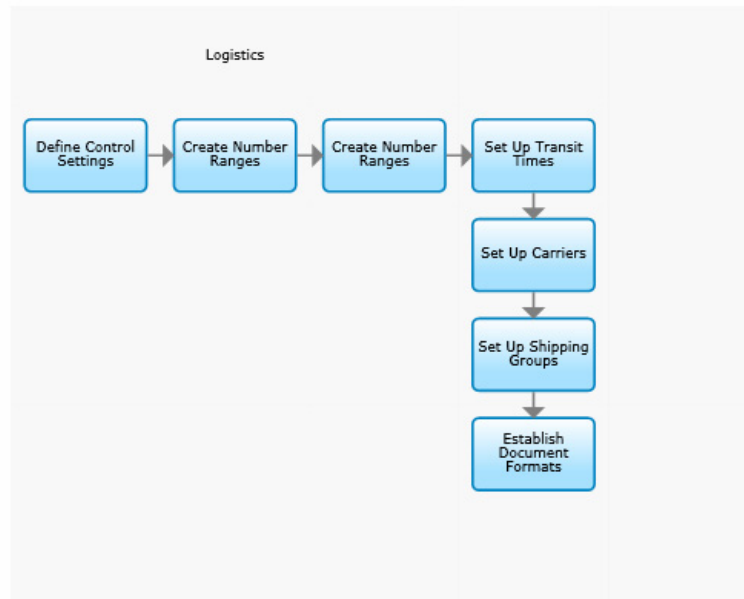 Logistics
Define Control
Settings
Create Number
Ranges
Create Number
Ranges
Set Up Transit
Times
Set Up Carriers
Set Up Shipping
Groups
Establish
Document
Formats